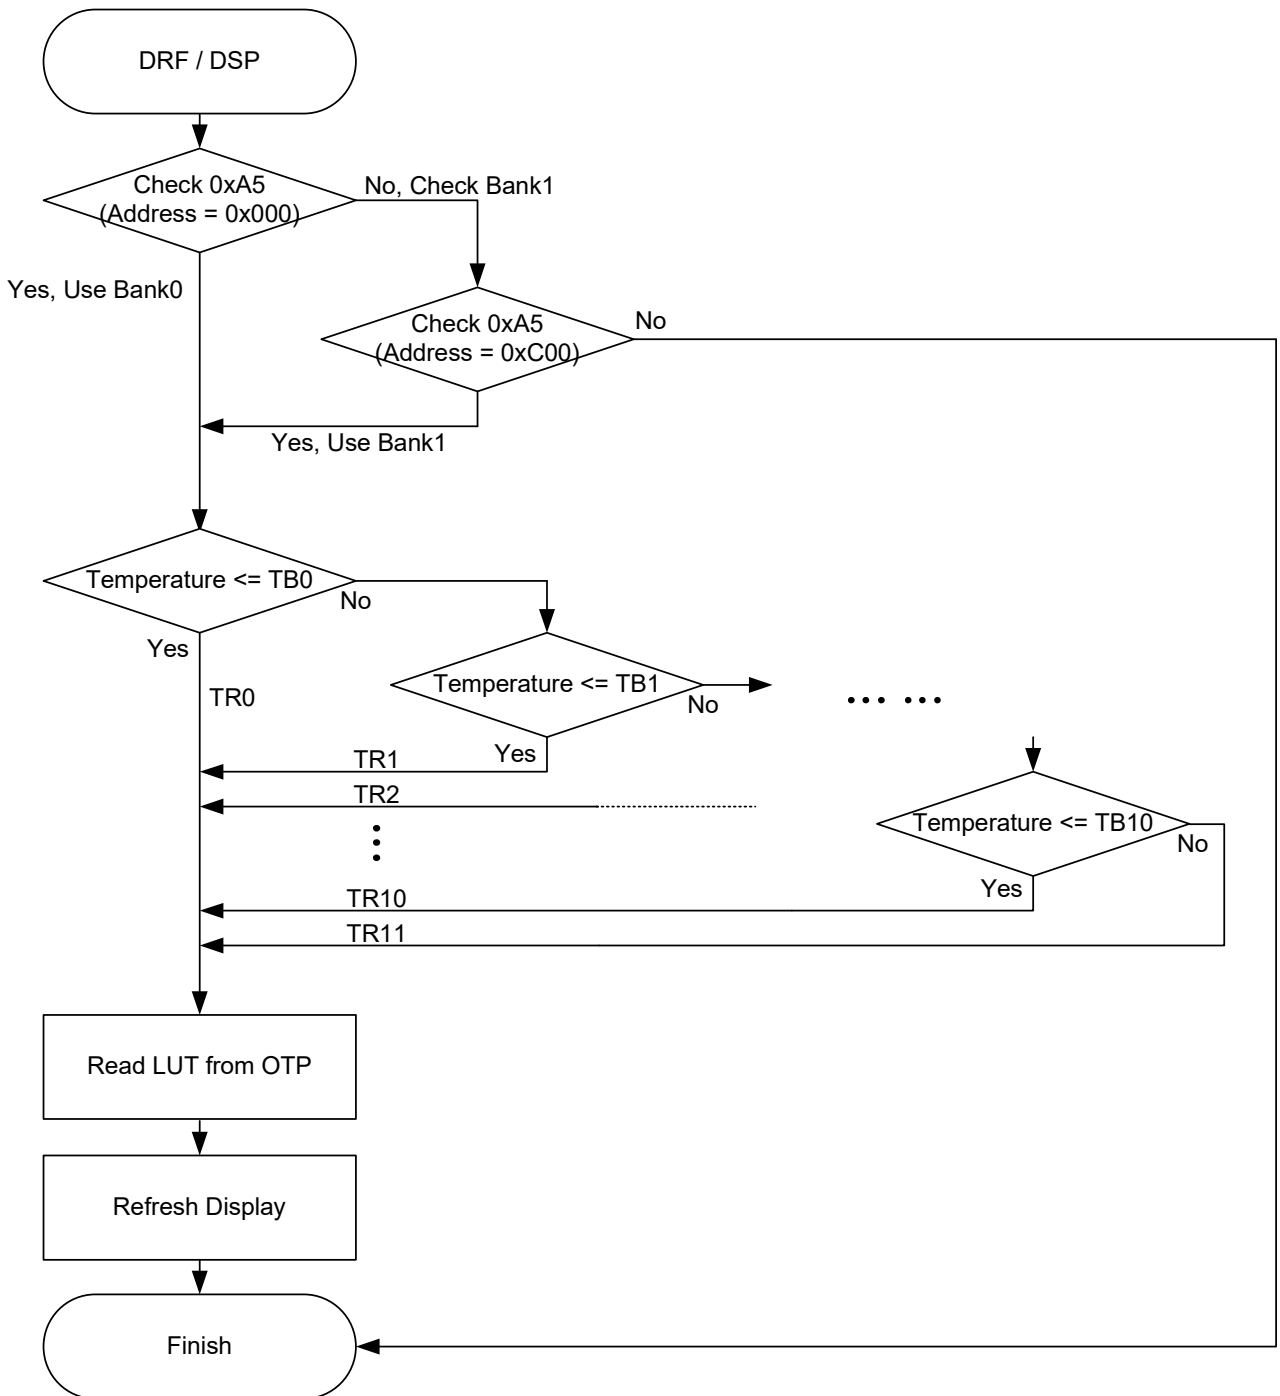 DRF / DSP
Check 0xA5
(Address = 0x000)
No, Check Bank1
Yes, Use Bank0
Check 0xA5
(Address = 0xC00)
No
Yes, Use Bank1
Temperature <= TB0
No
Yes
TR0
Temperature <= TB1
No
... ...
Yes
TR1
TR2
Temperature <= TB10
No
Yes
TR10
TR11
Read LUT from OTP
Refresh Display
Finish